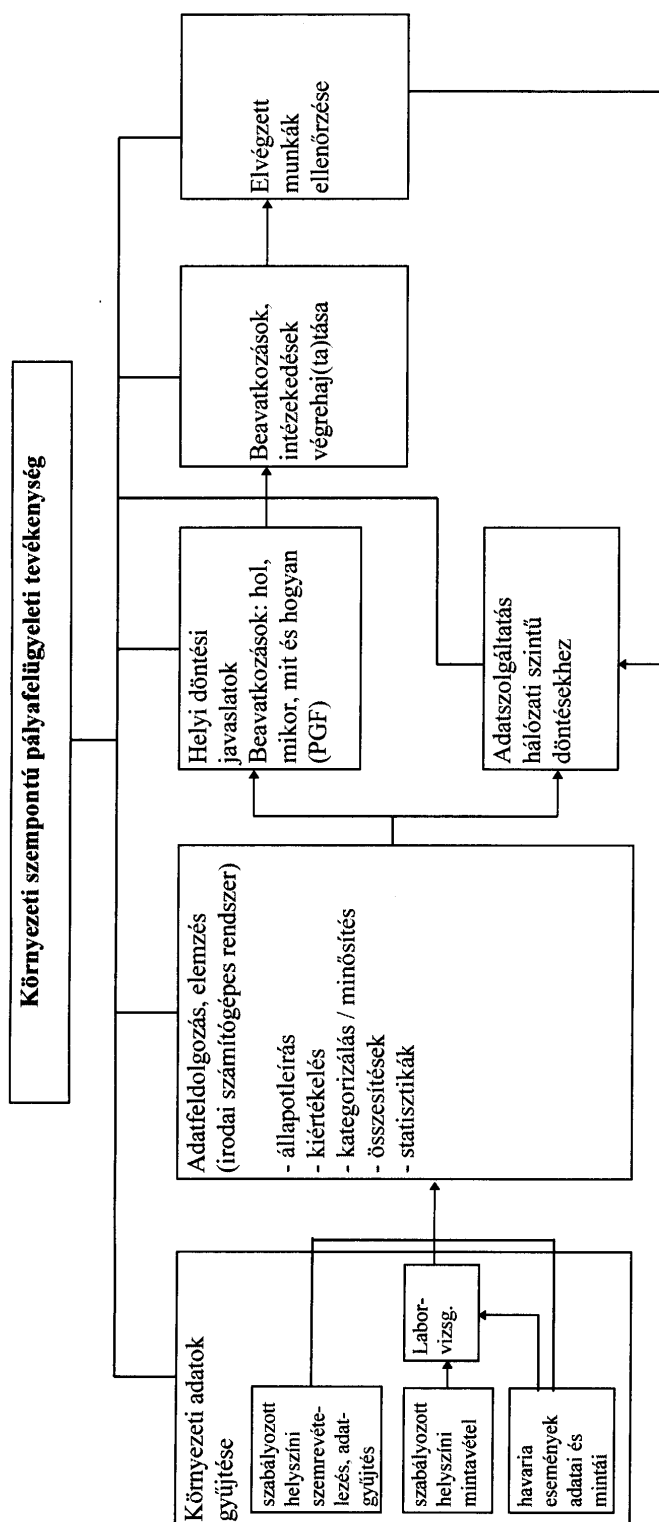 Környezeti szempontú pályafelügyeleti tevékenység
Környezeti adatok
gyűjtése
szabályozott
helyszíni
szemrevéte-
lezés, adat-
gyűjtés
szabályozott
helyszíni
mintavétel
Labor-
vizsg.
havaria
események
adatai és
mintái
Adatfeldolgozás, elemzés
(irodai számítógépes rendszer)
- állapotleírás
- kiértékelés
- kategorizálás / minősítés
- összesítések
- statisztikák
Helyi döntési
javaslatok
Beavatkozások: hol,
mikor, mit és hogyan
(PGF)
Adatszolgáltatás
hálózati szintű
döntésekhez
Beavatkozások,
intézekedések
végrehaj(ta)tása
Elvégzett
munkák
ellenőrzése